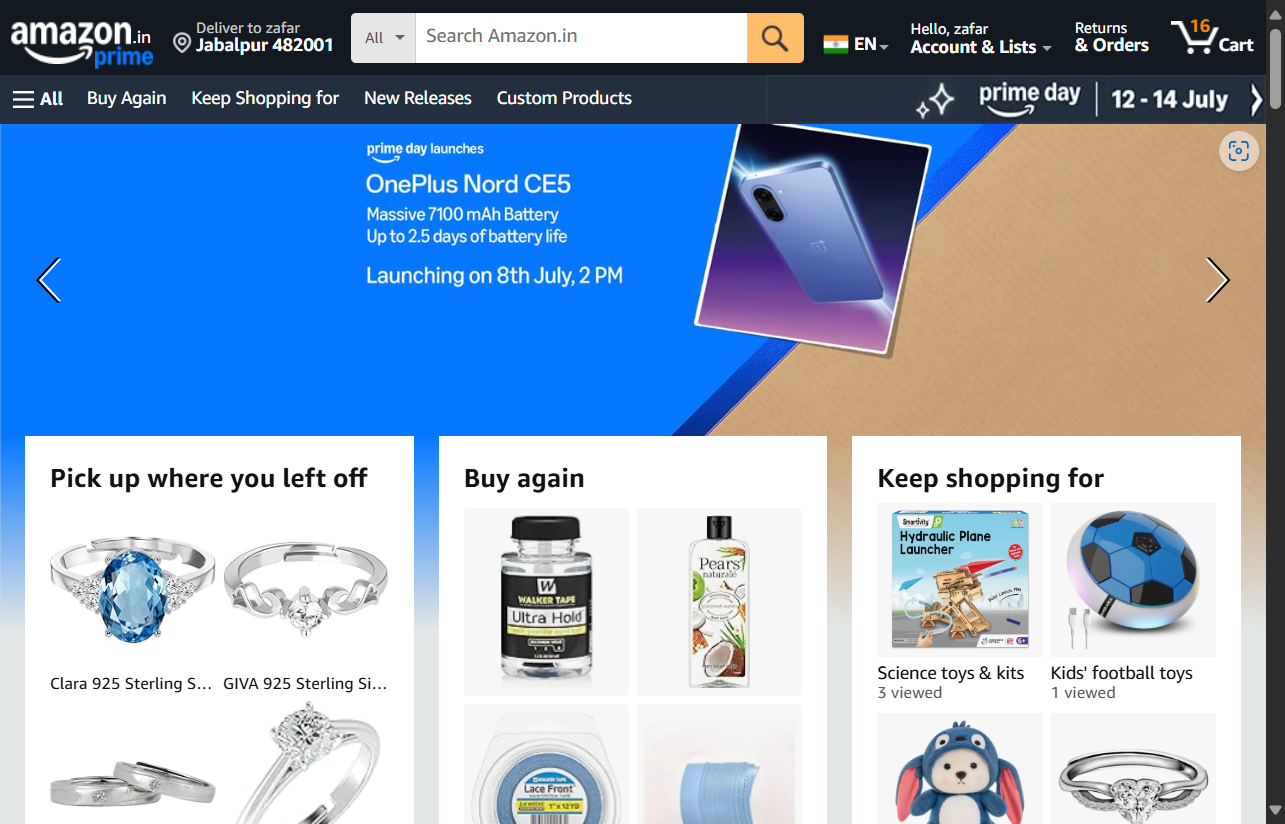 amazon.in
prime
Deliver to zafar
Jabalpur 482001
All
Search Amazon.in
EN
Hello, zafar
Account & Lists
Returns
& Orders
16
Cart
All
Buy Again
Keep Shopping for
New Releases
Custom Products
prime day
12 - 14 July
prime day launches
OnePlus Nord CE5
Massive 7100 mAh Battery
Up to 2.5 days of battery life
Launching on 8th July, 2 PM
Pick up where you left off
Clara 925 Sterling S...
GIVA 925 Sterling Si...
Buy again
W
WALKER TAPE
Ultra Hold
Pears
naturalé
WALKER TAPE
Lace Front
1" X 12 YD
Keep shopping for
Smartivity
Hydraulic Plane
Launcher
Science toys & kits
3 viewed
Kids' football toys
1 viewed